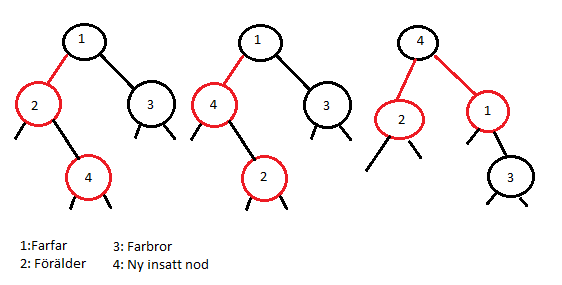 1 1 4
2 3 4 3 2 1
4 2 3
1:Farfar 3: Farbror
2: Förälder 4: Ny insatt nod